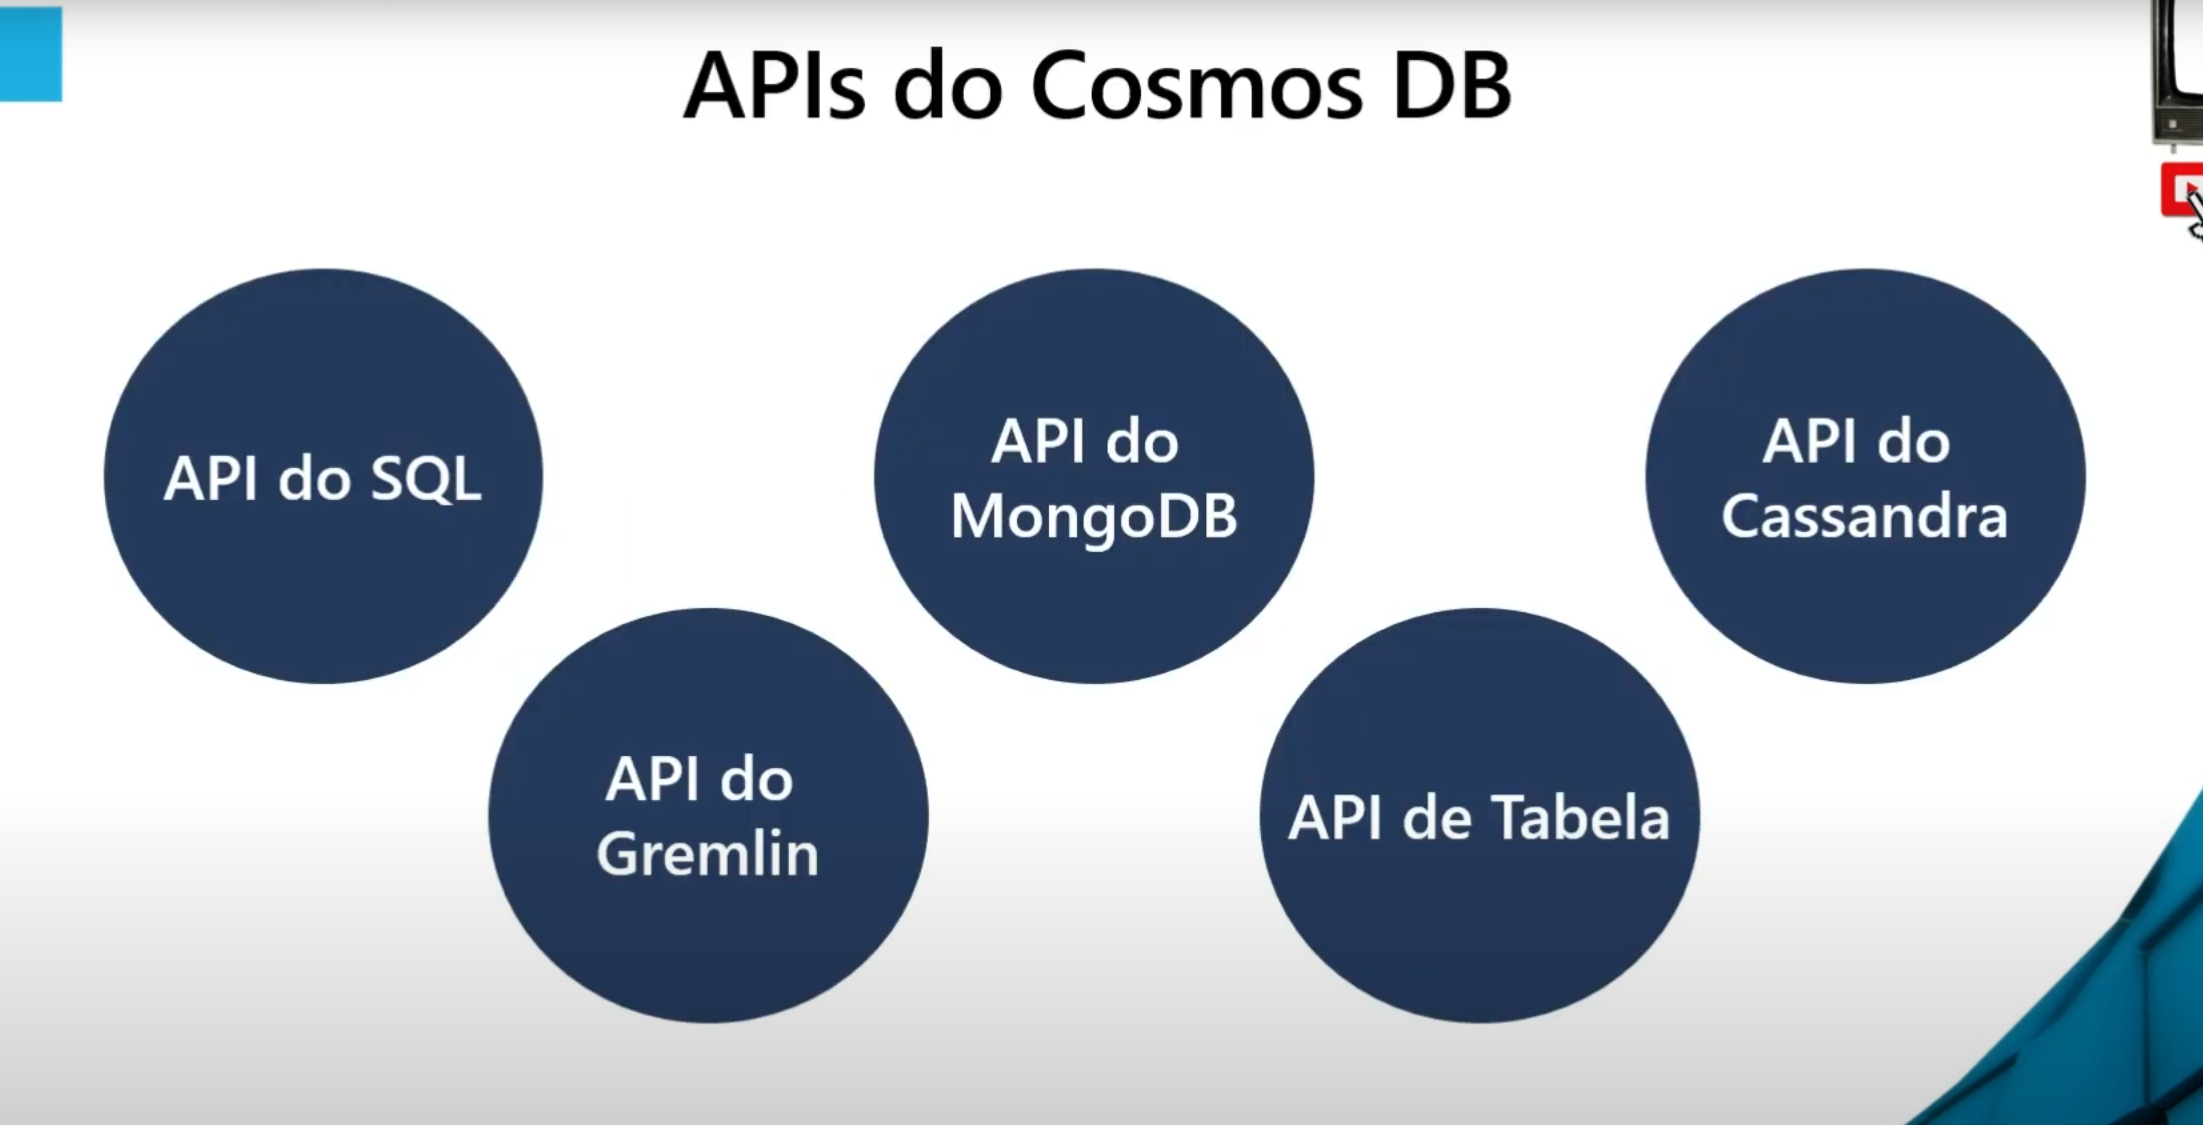 APIs do Cosmos DB
API do SQL
API do
MongoDB
API do
Cassandra
API do
Gremlin
API de Tabela